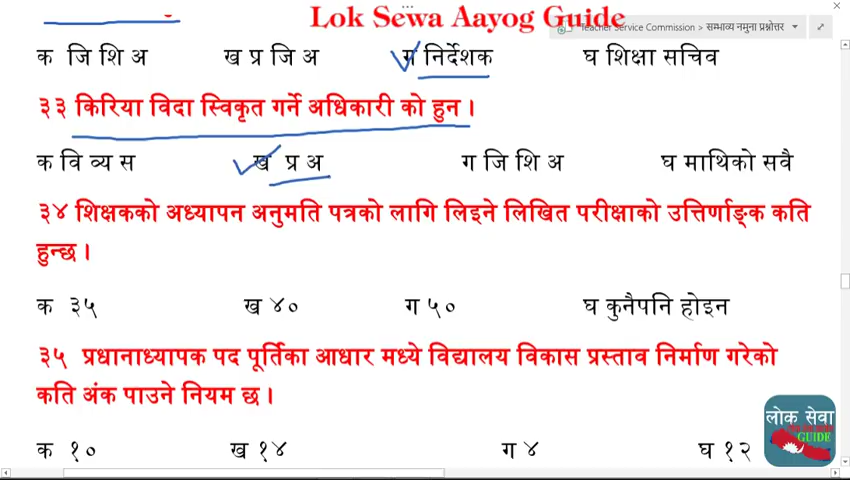 Lok Sewa Aayog Guide
Teacher Service Commission > सम्भाव्य नमुना प्रश्नोत्तर
क जि शि अ ख प्र जि अ ग निर्देशक घ शिक्षा सचिव
३३ किरिया विदा स्विकृत गर्ने अधिकारी को हुन ।
क वि व्य स ख प्र अ ग जि शि अ घ माथिको सवै
३४ शिक्षकको अध्यापन अनुमति पत्रको लागि लिइने लिखित परीक्षाको उत्तिर्णाङ्क कति
हुन्छ ।
क ३५ ख ४० ग ५० घ कुनैपनि होइन
३५ प्रधानाध्यापक पद पूर्तिका आधार मध्ये विद्यालय विकास प्रस्ताव निर्माण गरेको
कति अंक पाउने नियम छ ।
क १० ख १४ ग ४ घ १२
लोक सेवा
GUIDE